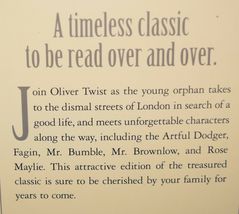 A timeless classic
to be read over and over.
Join Oliver Twist as the young orphan takes
to the dismal streets of London in search of a
good life, and meets unforgettable characters
along the way, including the Artful Dodger,
Fagin, Mr. Bumble, Mr. Brownlow, and Rose
Maylie. This attractive edition of the treasured
classic is sure to be cherished by your family for
years to come.